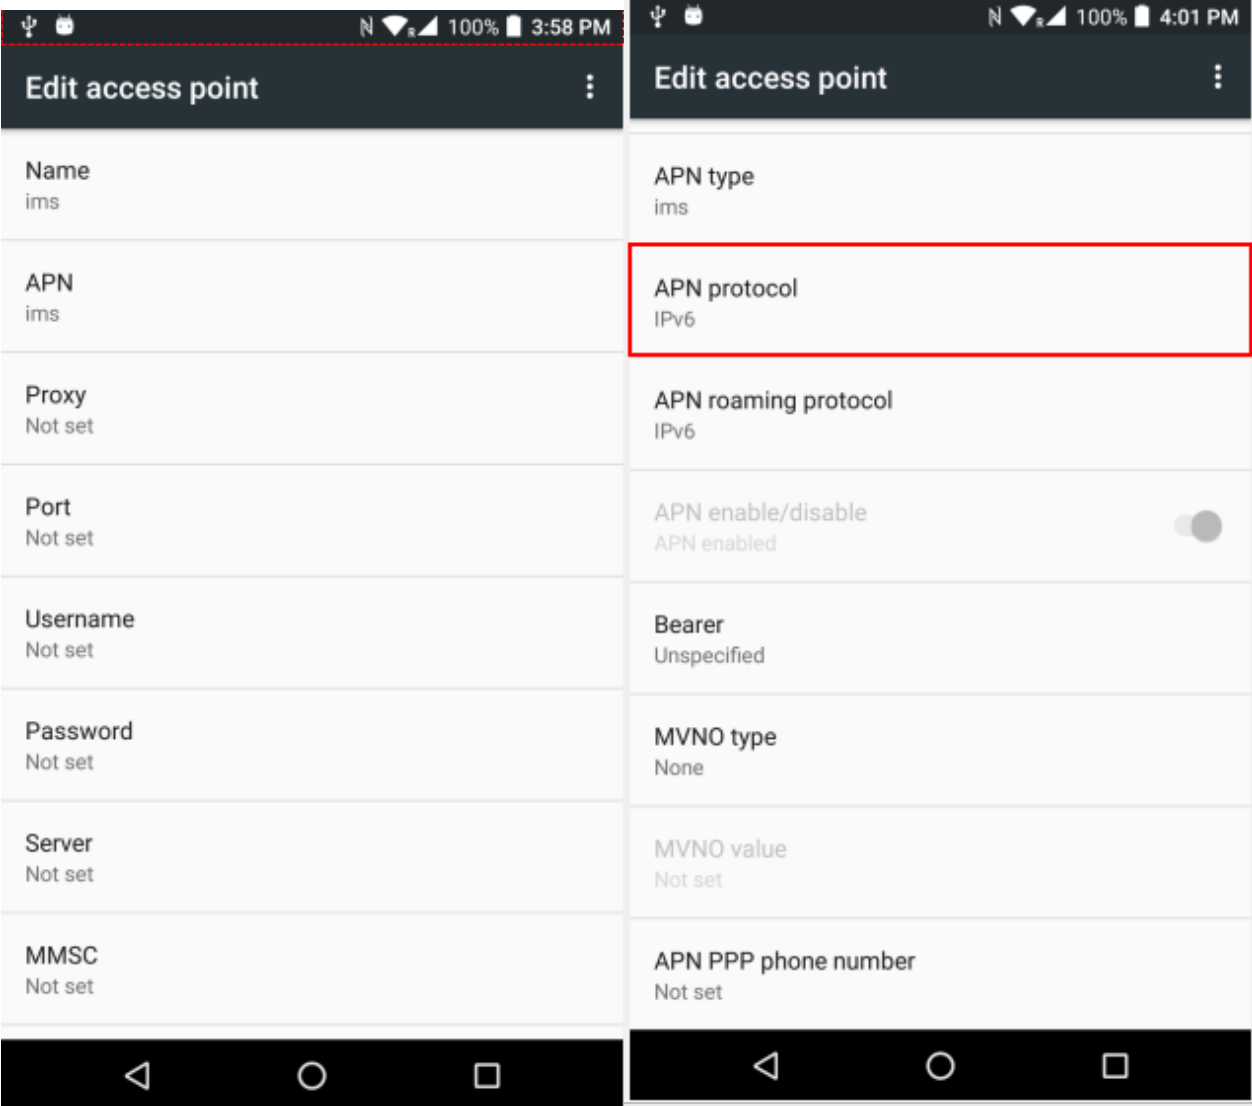 100% 3:58 PM
Edit access point
Name
ims
APN
ims
Proxy
Not set
Port
Not set
Username
Not set
Password
Not set
Server
Not set
MMSC
Not set
R 100% 4:01 PM
Edit access point
APN type
ims
APN protocol
IPv6
APN roaming protocol
IPv6
APN enable/disable
APN enabled
Bearer
Unspecified
MVNO type
None
MVNO value
Not set
APN PPP phone number
Not set